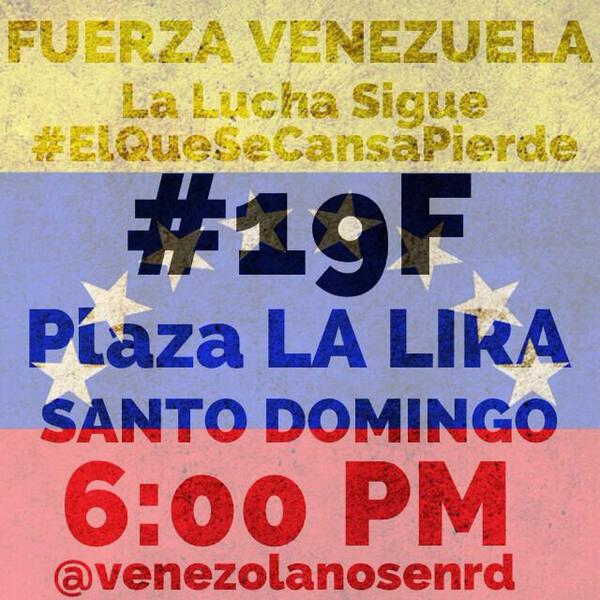 FUERZA VENEZUELA
La Lucha Sigue
#ElQueSeCansaPierde
#19F
Plaza LA LIRA
SANTO DOMINGO
6:00 PM
@venezolanosenrd